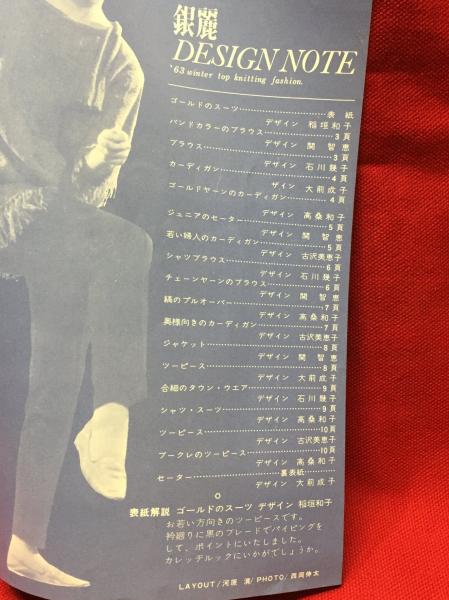 銀麗
DESIGN NOTE
'63 winter top knitting fashion.
ゴールドのスーツ……………………表紙
デザイン 稲垣和子
バンドカラーのブラウス……………3頁
デザイン 関 智恵
ブラウス……………………3頁
デザイン 石川幾子
カーディガン……………………4頁
ザイン 大前成子
ゴールドヤーンのカーディガン………4頁
デザイン 高桑和子
ジュニアのセーター……………………5頁
デザイン 関 智恵
若い婦人のカーディガン………………5頁
デザイン 古沢美恵子
シャツブラウス……………………6頁
デザイン 石川幾子
チェーンヤーンのブラウス……………6頁
デザイン 関 智恵
縞のプルオーバー……………………7頁
デザイン 高桑和子
奥様向きのカーディガン………………7頁
デザイン 古沢美恵子
ジャケット……………………8頁
デザイン 関 智恵
ツーピース……………………8頁
デザイン 大前成子
合細のタウン・ウエア…………………9頁
デザイン 石川幾子
シャツ・スーツ……………………9頁
デザイン 高桑和子
ツーピース……………………10頁
デザイン 古沢美恵子
ブークレのツーピース…………………10頁
デザイン 高桑和子
セーター……………………裏表紙……
デザイン 大前成子
表紙解説 ゴールドのスーツ デザイン 稲垣和子
お若い方向きのツーピースです。
衿廻りに黒のブレードでパイピングを
して、ポイントにいたしました。
カレッヂルックにいかがでしょうか。
LAYOUT/河原 満/PHOTO/西岡伸太